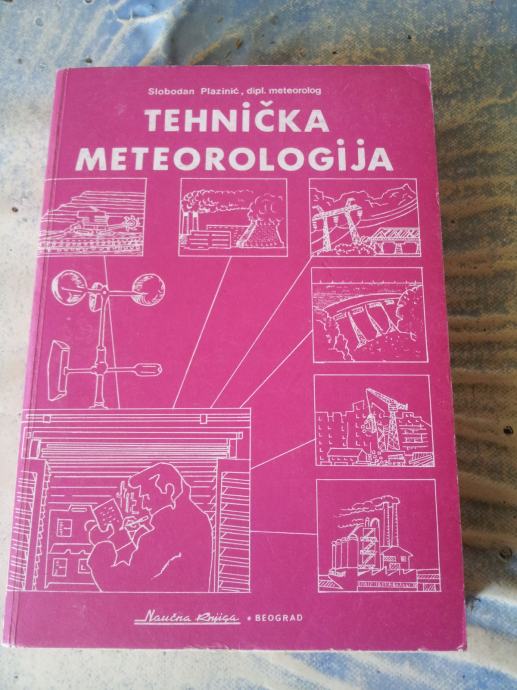 Slobodan Plazinić, dipl. meteorolog
TEHNIČKA
METEOROLOGIJA
Naučna Knjiga • BEOGRAD